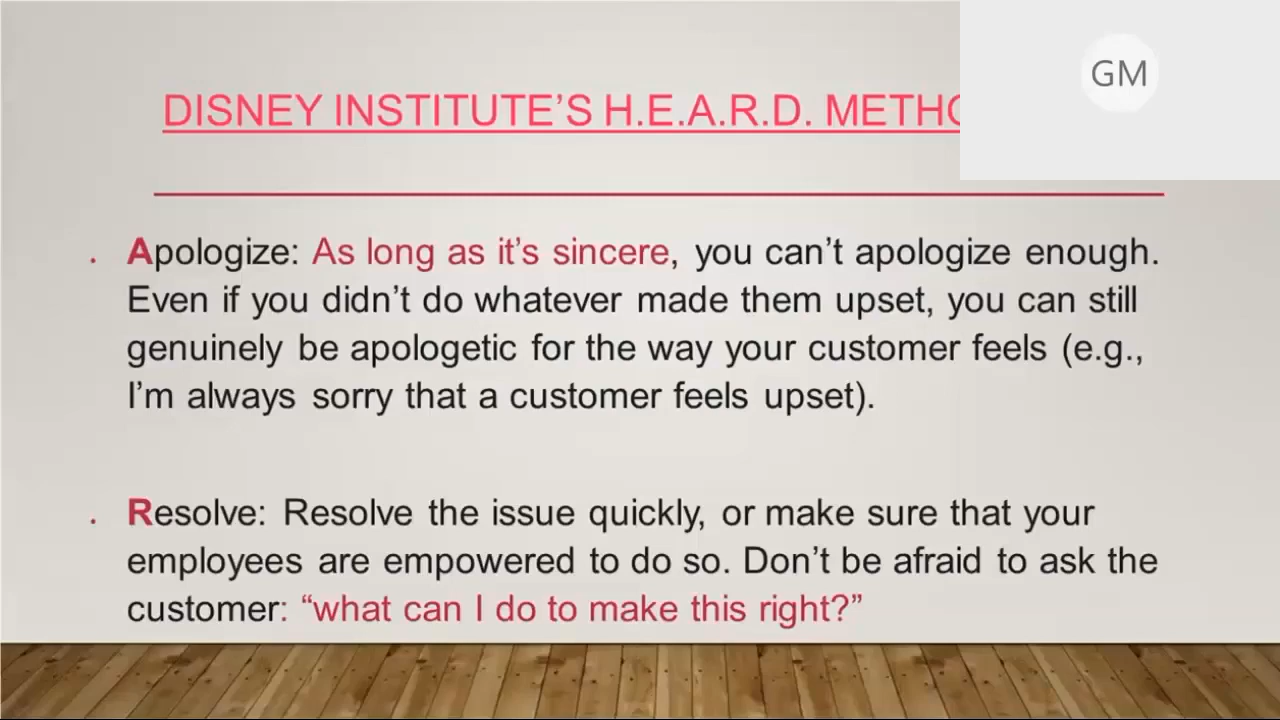 GM
DISNEY INSTITUTE’S H.E.A.R.D. METHO
. Apologize: As long as it’s sincere, you can’t apologize enough.
Even if you didn’t do whatever made them upset, you can still
genuinely be apologetic for the way your customer feels (e.g.,
I’m always sorry that a customer feels upset).
. Resolve: Resolve the issue quickly, or make sure that your
employees are empowered to do so. Don’t be afraid to ask the
customer: “what can I do to make this right?”